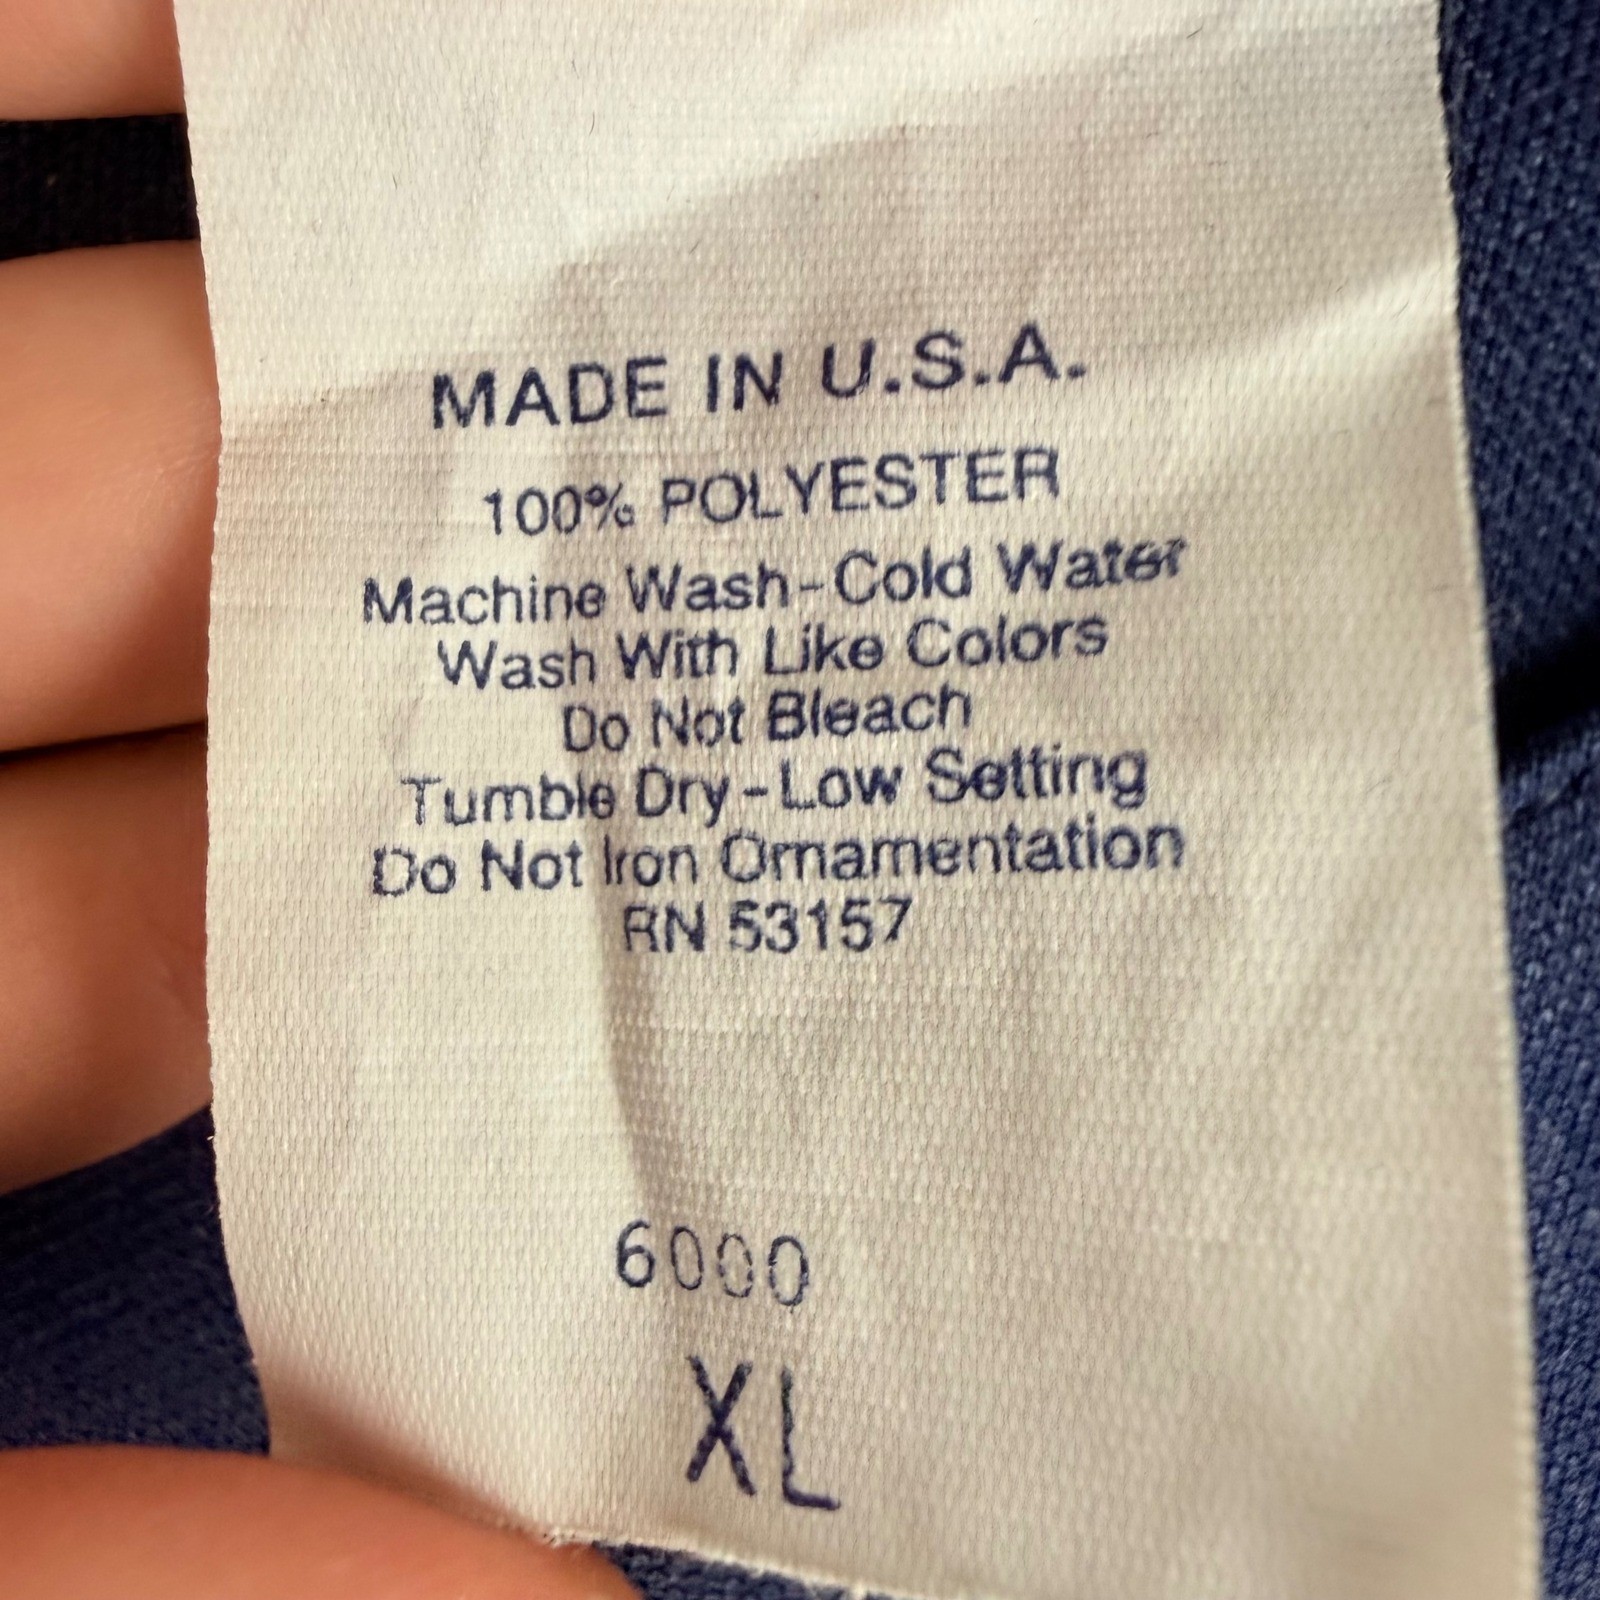 MADE IN U.S.A.
100% POLYESTER
Machine Wash-Cold Water
Wash With Like Colors
Do Not Bleach
Tumble Dry-Low Setting
Do Not Iron Ornamentation
RN 53157
6000
XL